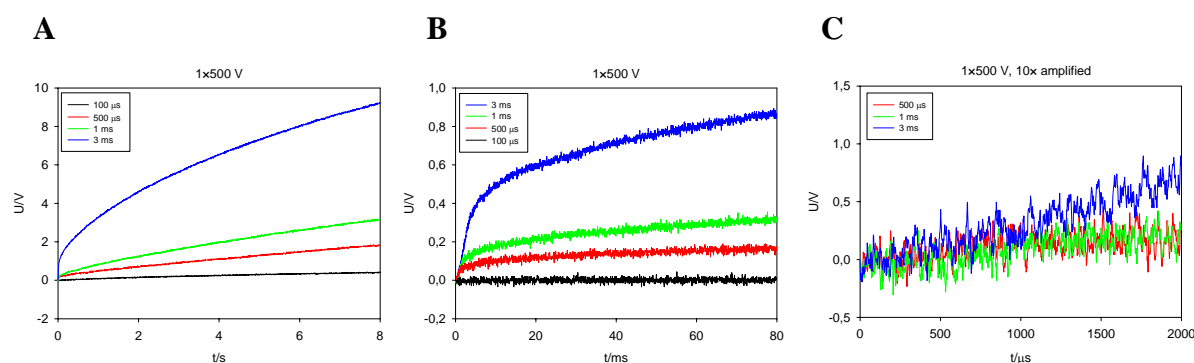 A
1×500 V
100 µs
500 µs
1 ms
3 ms
10
8
6
4
2
0
-2
0
2
4
6
8
U/V
t/s
B
1×500 V
3 ms
1 ms
500 µs
100 µs
1,0
0,8
0,6
0,4
0,2
0,0
-0,2
0
20
40
60
80
U/V
t/ms
C
1×500 V, 10× amplified
500 µs
1 ms
3 ms
1,5
1,0
0,5
0,0
-0,5
0
500
1000
1500
2000
U/V
t/µs